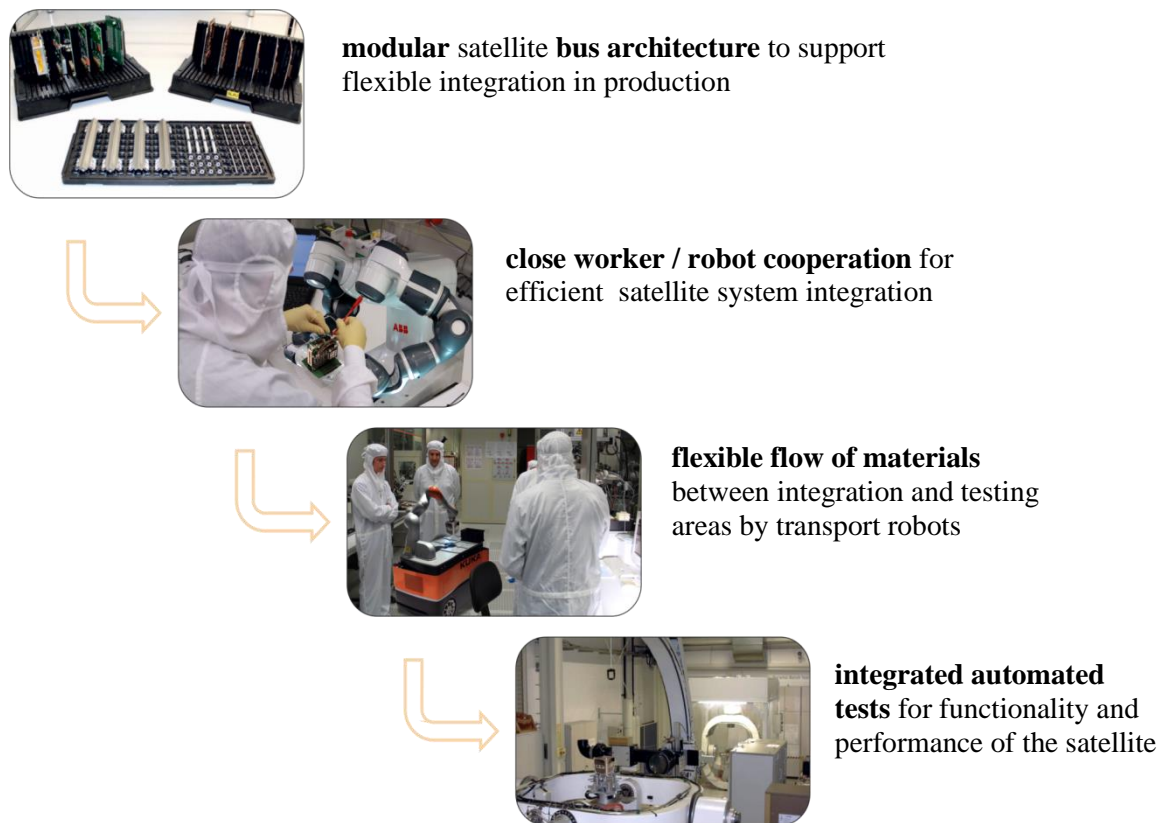 modular satellite bus architecture to support
flexible integration in production
close worker / robot cooperation for
efficient satellite system integration
ABB
flexible flow of materials
between integration and testing
areas by transport robots
KUKA
integrated automated
tests for functionality and
performance of the satellite